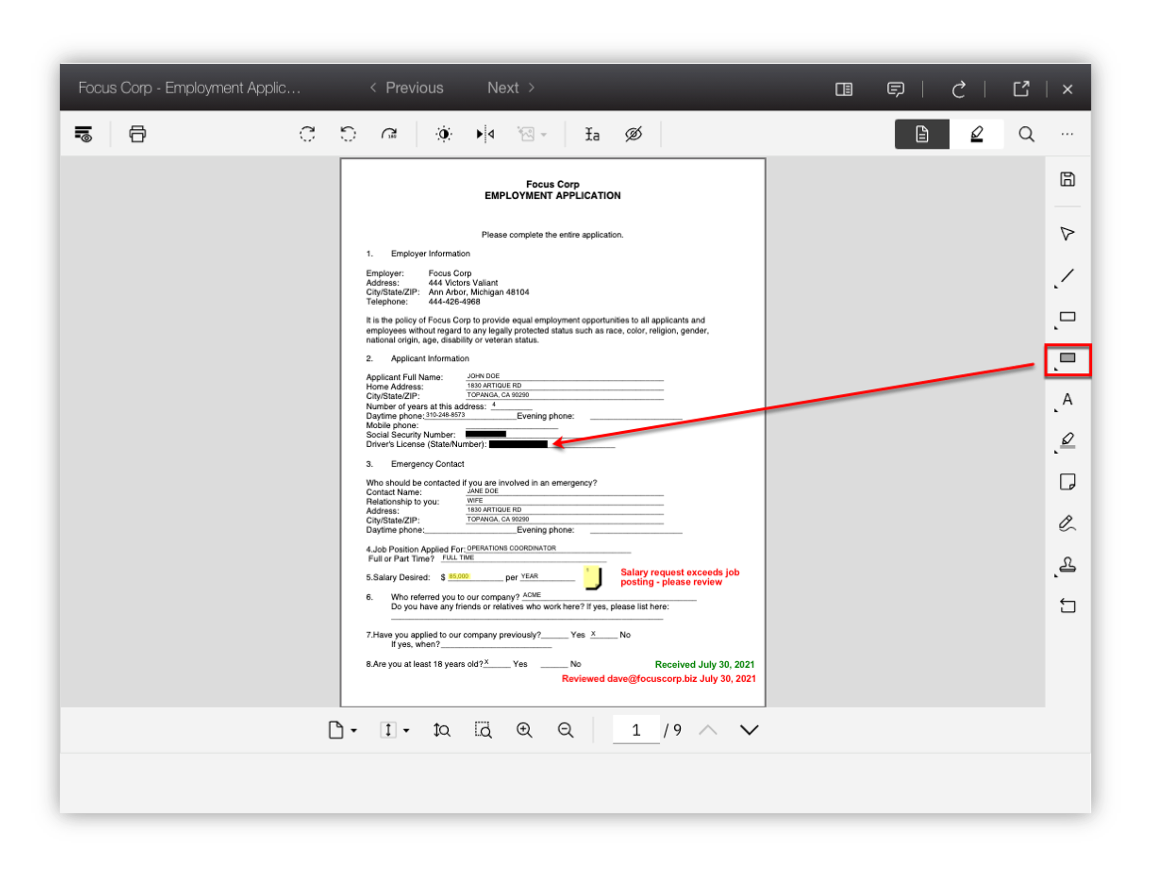 Focus Corp - Employment Applic... < Previous Next >
Focus Corp
EMPLOYMENT APPLICATION
Please complete the entire application.
1. Employer Information
Employer: Focus Corp
Address: 444 Victors Valiant
City/State/ZIP: Ann Arbor, Michigan 48104
Telephone: 444-426-4968
It is the policy of Focus Corp to provide equal employment opportunities to all applicants and
employees without regard to any legally protected status such as race, color, religion, gender,
national origin, age, disability or veteran status.
2. Applicant Information
Applicant Full Name: JOHN DOE
Home Address: 1830 ARTIQUE RD
City/State/ZIP: TOPANGA, CA 90290
Number of years at this address: 4
Daytime phone: 310-248-8573 Evening phone:
Mobile phone:
Social Security Number:
Driver's License (State/Number):
3. Emergency Contact
Who should be contacted if you are involved in an emergency?
Contact Name: JANE DOE
Relationship to you: WIFE
Address: 1830 ARTIQUE RD
City/State/ZIP: TOPANGA, CA 90290
Daytime phone: Evening phone:
4.Job Position Applied For: OPERATIONS COORDINATOR
Full or Part Time? FULL TIME
5.Salary Desired: $ 85,000 per YEAR
Salary request exceeds job
posting - please review
6. Who referred you to our company? ACME
Do you have any friends or relatives who work here? If yes, please list here:
7.Have you applied to our company previously? Yes X No
If yes, when?
8.Are you at least 18 years old? X Yes No
Received July 30, 2021
Reviewed dave@focuscorp.biz July 30, 2021
1 / 9